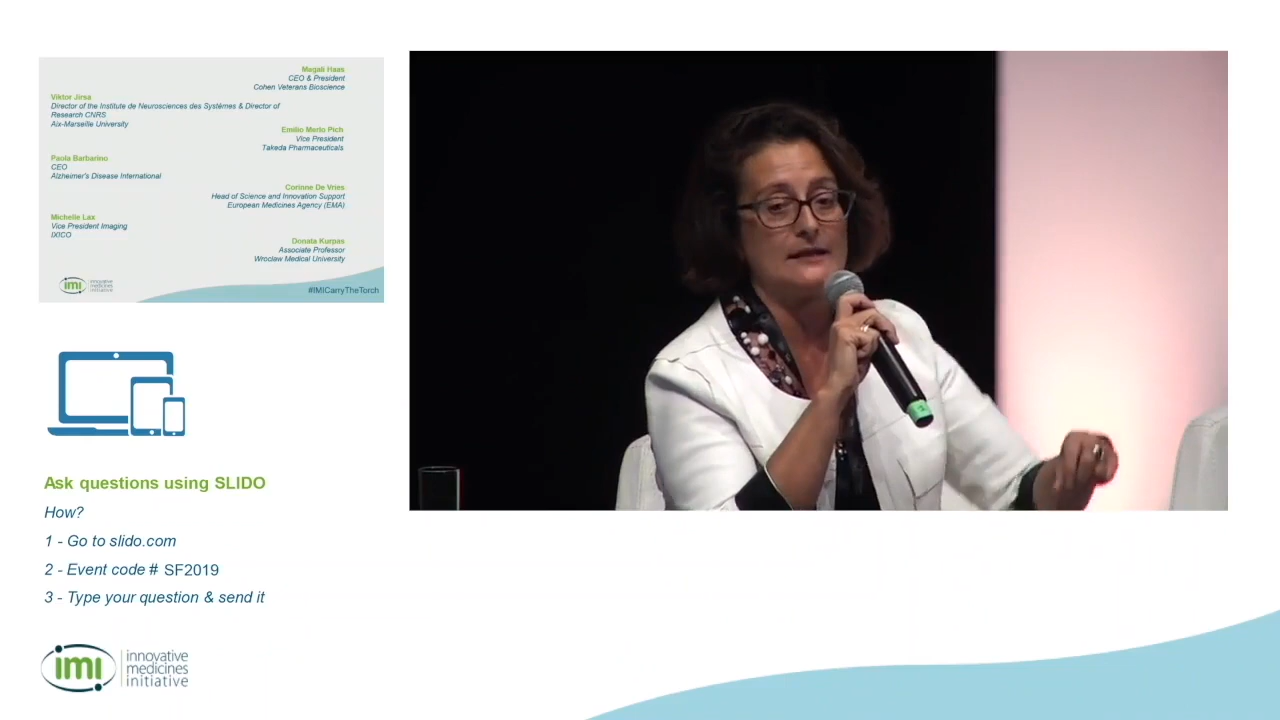 Magali Haas
CEO & President
Cohen Veterans Bioscience
Viktor Jirsa
Director of the Institute de Neurosciences des Systèmes & Director of
Research CNRS
Aix-Marseille University
Emilio Merlo Pich
Vice President
Takeda Pharmaceuticals
Paola Barbarino
CEO
Alzheimer's Disease International
Corinne De Vries
Head of Science and Innovation Support
European Medicines Agency (EMA)
Michelle Lax
Vice President Imaging
IXICO
Donata Kurpas
Associate Professor
Wroclaw Medical University
imi
innovative
medicines
initiative
#IMICarryTheTorch
Ask questions using SLIDO
How?
1 - Go to slido.com
2 - Event code # SF2019
3 - Type your question & send it
imi
innovative
medicines
initiative